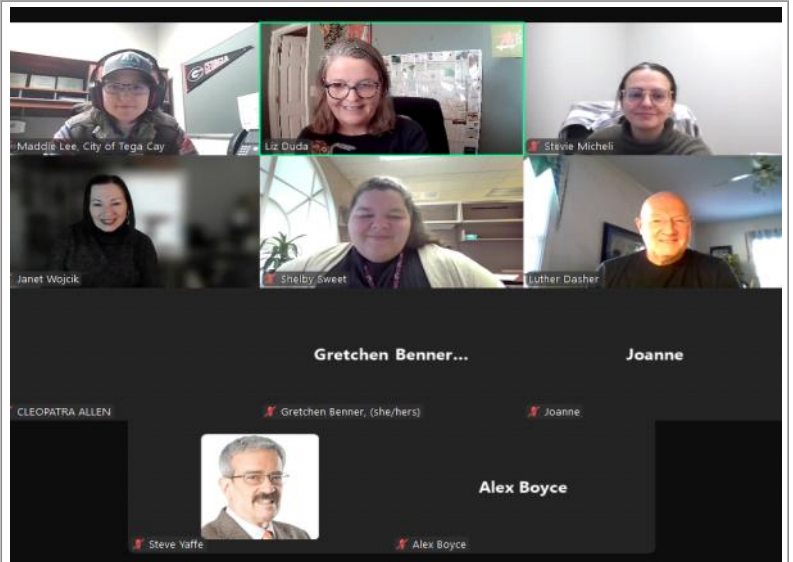 GEORGIA
Maddie Lee, City of Tega Cay
Liz Duda
Stevie Micheli
Janet Wojcik
Shelby Sweet
Luther Dasher
Gretchen Benner...
Joanne
CLEOPATRA ALLEN
Gretchen Benner, (she/hers)
Joanne
Alex Boyce
Steve Yaffe
Alex Boyce